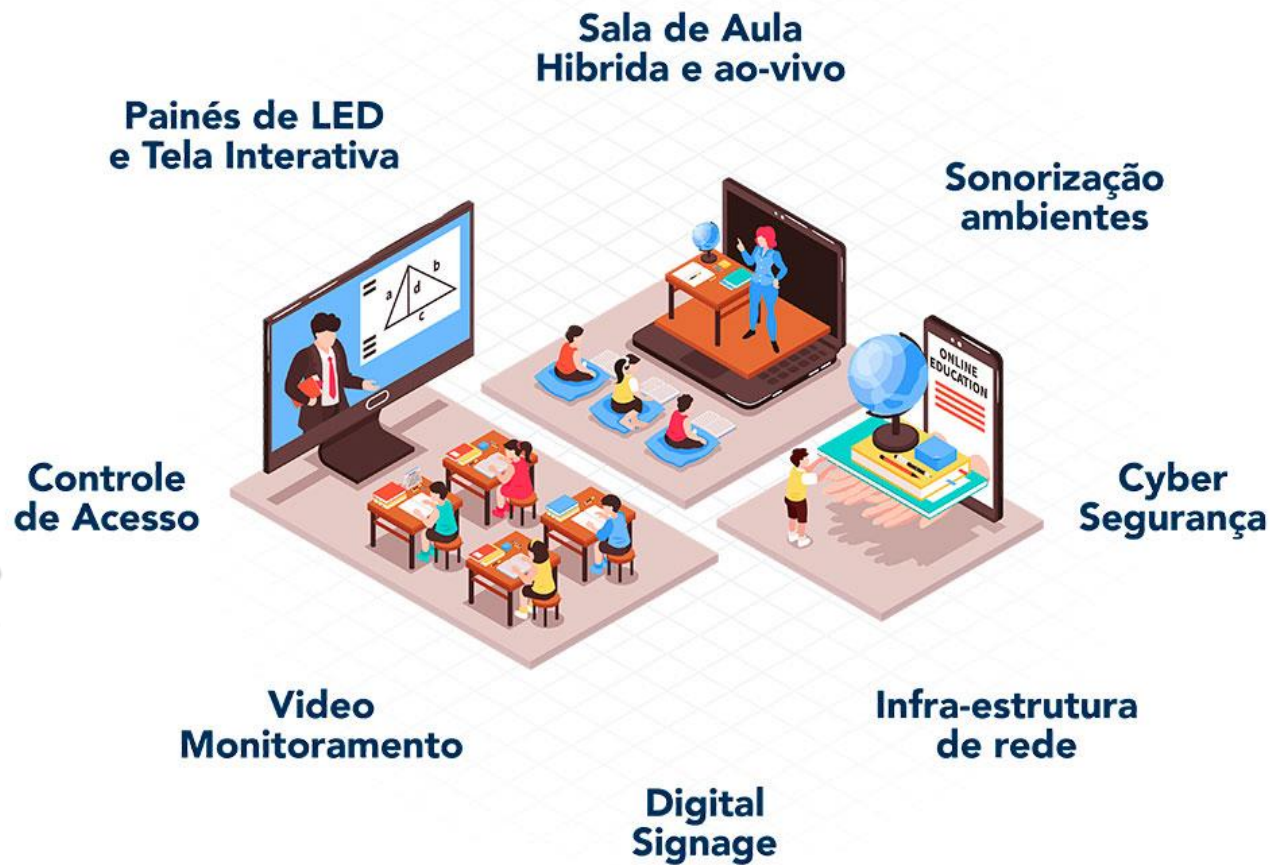 Sala de Aula
Hibrida e ao-vivo
Painés de LED
e Tela Interativa
Sonorização
ambientes
a
b
d
c
ONLINE
EDUCATION
Controle
de Acesso
Cyber
Segurança
Video
Monitoramento
Infra-estrutura
de rede
Digital
Signage